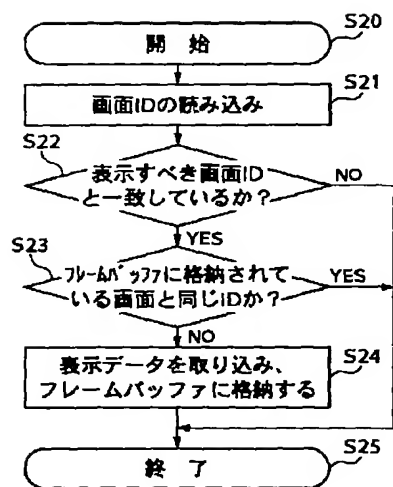 S20
開 始
S21
画面IDの読み込み
S22
表示すべき画面ID
と一致しているか?
NO
YES
S23
ﾌﾚｰﾑﾊﾞｯﾌｧに格納されて
いる画面と同じIDか?
YES
NO
S24
表示データを取り込み、
フレームバッファに格納する
S25
終 了